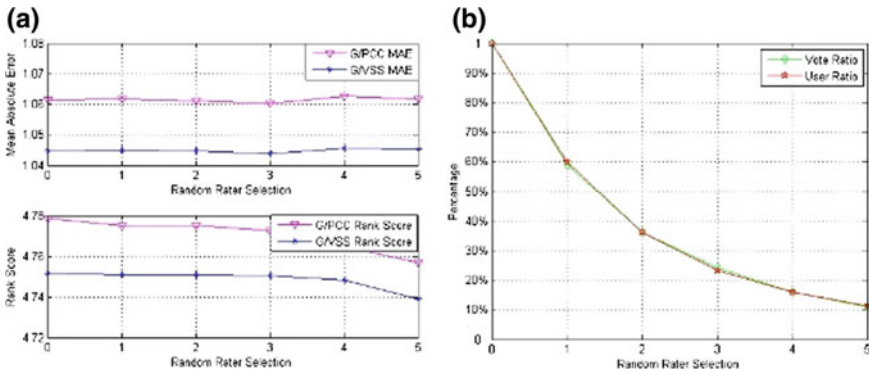 (a)
1.08
1.07
1.06
1.05
1.04
Mean Absolute Error
G/PCC MAE
G/VSS MAE
0 1 2 3 4 5
Random Rater Selection
4.78
4.76
4.74
4.72
Rank Score
G/PCC Rank Score
G/VSS Rank Score
0 1 2 3 4 5
Random Rater Selection
(b)
1
90%
80%
70%
60%
50%
40%
30%
20%
10%
0
Percentage
Vote Ratio
User Ratio
0 1 2 3 4 5
Random Rater Selection